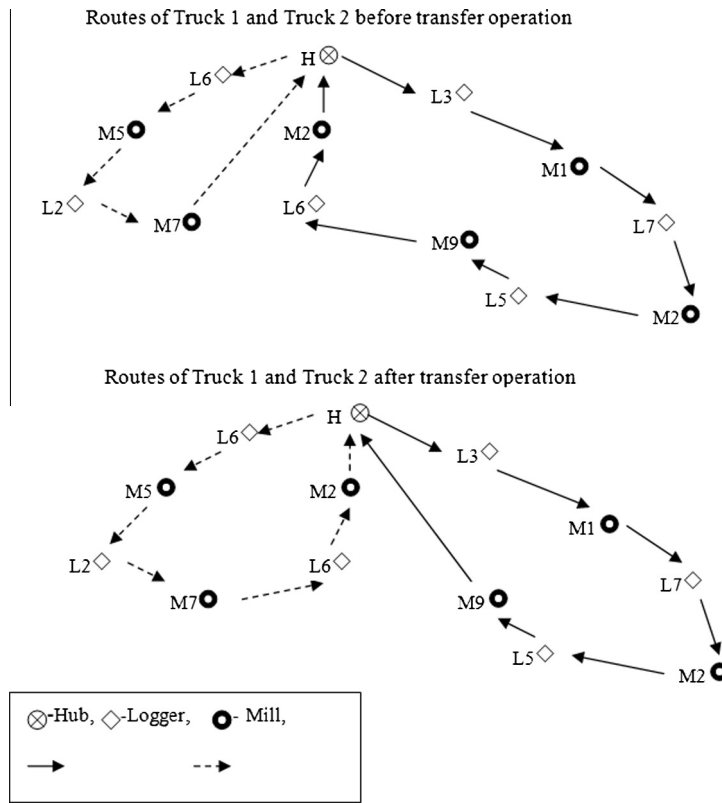 Routes of Truck 1 and Truck 2 before transfer operation
H
L6
L3
M5
M2
M1
L2
M7
L6
L7
M9
L5
M2
Routes of Truck 1 and Truck 2 after transfer operation
H
L6
L3
M5
M2
M1
L2
L6
L7
M7
M9
L5
M2
-Hub, -Logger, - Mill,